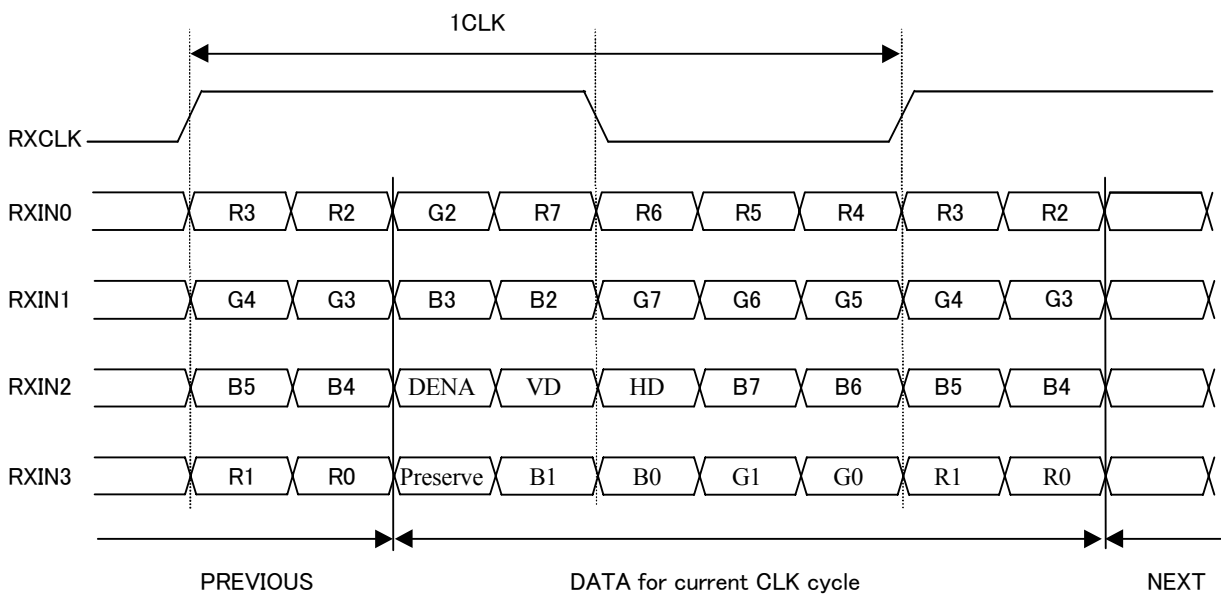 1CLK
RXCLK
RXIN0 R3 R2 G2 R7 R6 R5 R4 R3 R2
RXIN1 G4 G3 B3 B2 G7 G6 G5 G4 G3
RXIN2 B5 B4 DENA VD HD B7 B6 B5 B4
RXIN3 R1 R0 Preserve B1 B0 G1 G0 R1 R0
PREVIOUS DATA for current CLK cycle NEXT